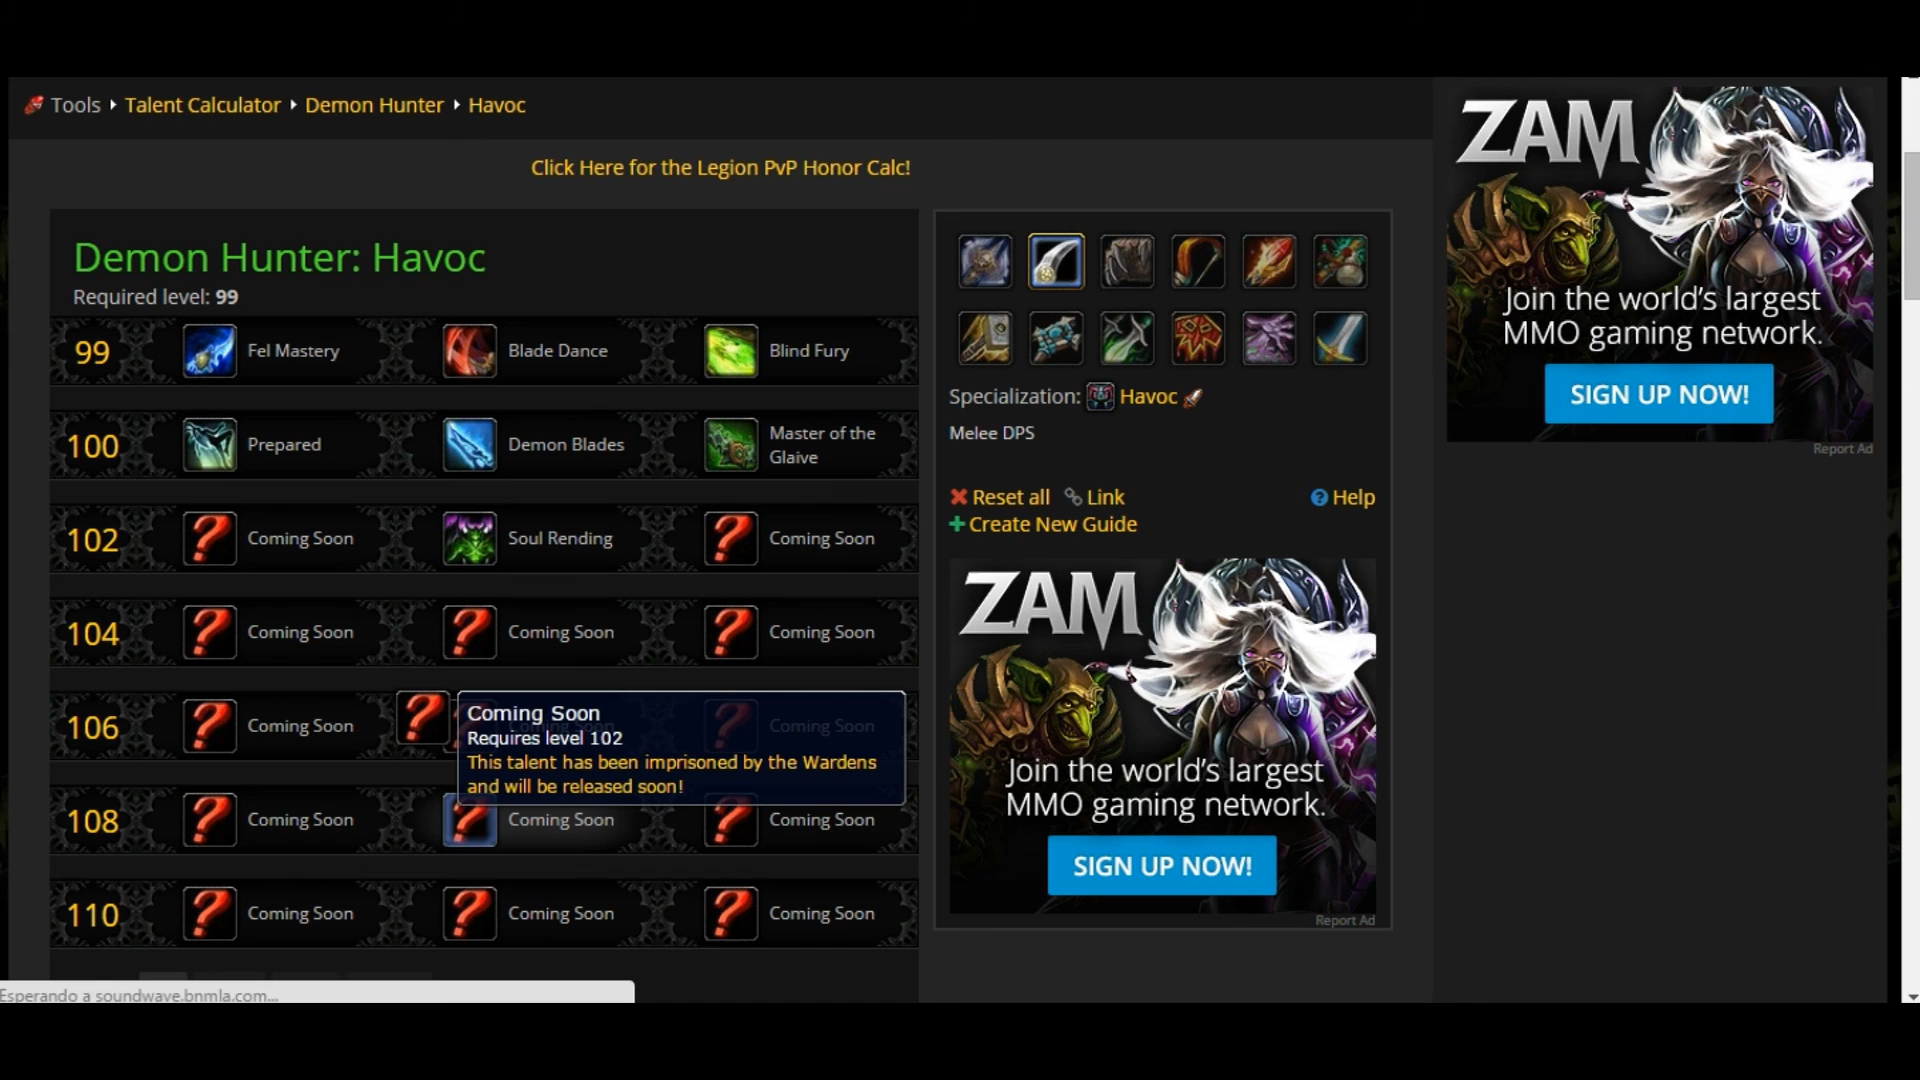 Tools Talent Calculator Demon Hunter Havoc
Click Here for the Legion PvP Honor Calc!
Demon Hunter: Havoc
Required level: 99
99 Fel Mastery Blade Dance Blind Fury
100 Prepared Demon Blades Master of the
Glaive
102 Coming Soon Soul Rending Coming Soon
104 Coming Soon Coming Soon Coming Soon
106 Coming Soon Coming Soon Coming Soon
Coming Soon
Requires level 102
This talent has been imprisoned by the Wardens
and will be released soon!
108 Coming Soon Coming Soon Coming Soon
110 Coming Soon Coming Soon Coming Soon
Esperando a soundwave.bnmla.com...
Specialization: Havoc
Melee DPS
Reset all Link Help
Create New Guide
ZAM
Join the world's largest
MMO gaming network.
SIGN UP NOW!
Report Ad
ZAM
Join the world's largest
MMO gaming network.
SIGN UP NOW!
Report Ad